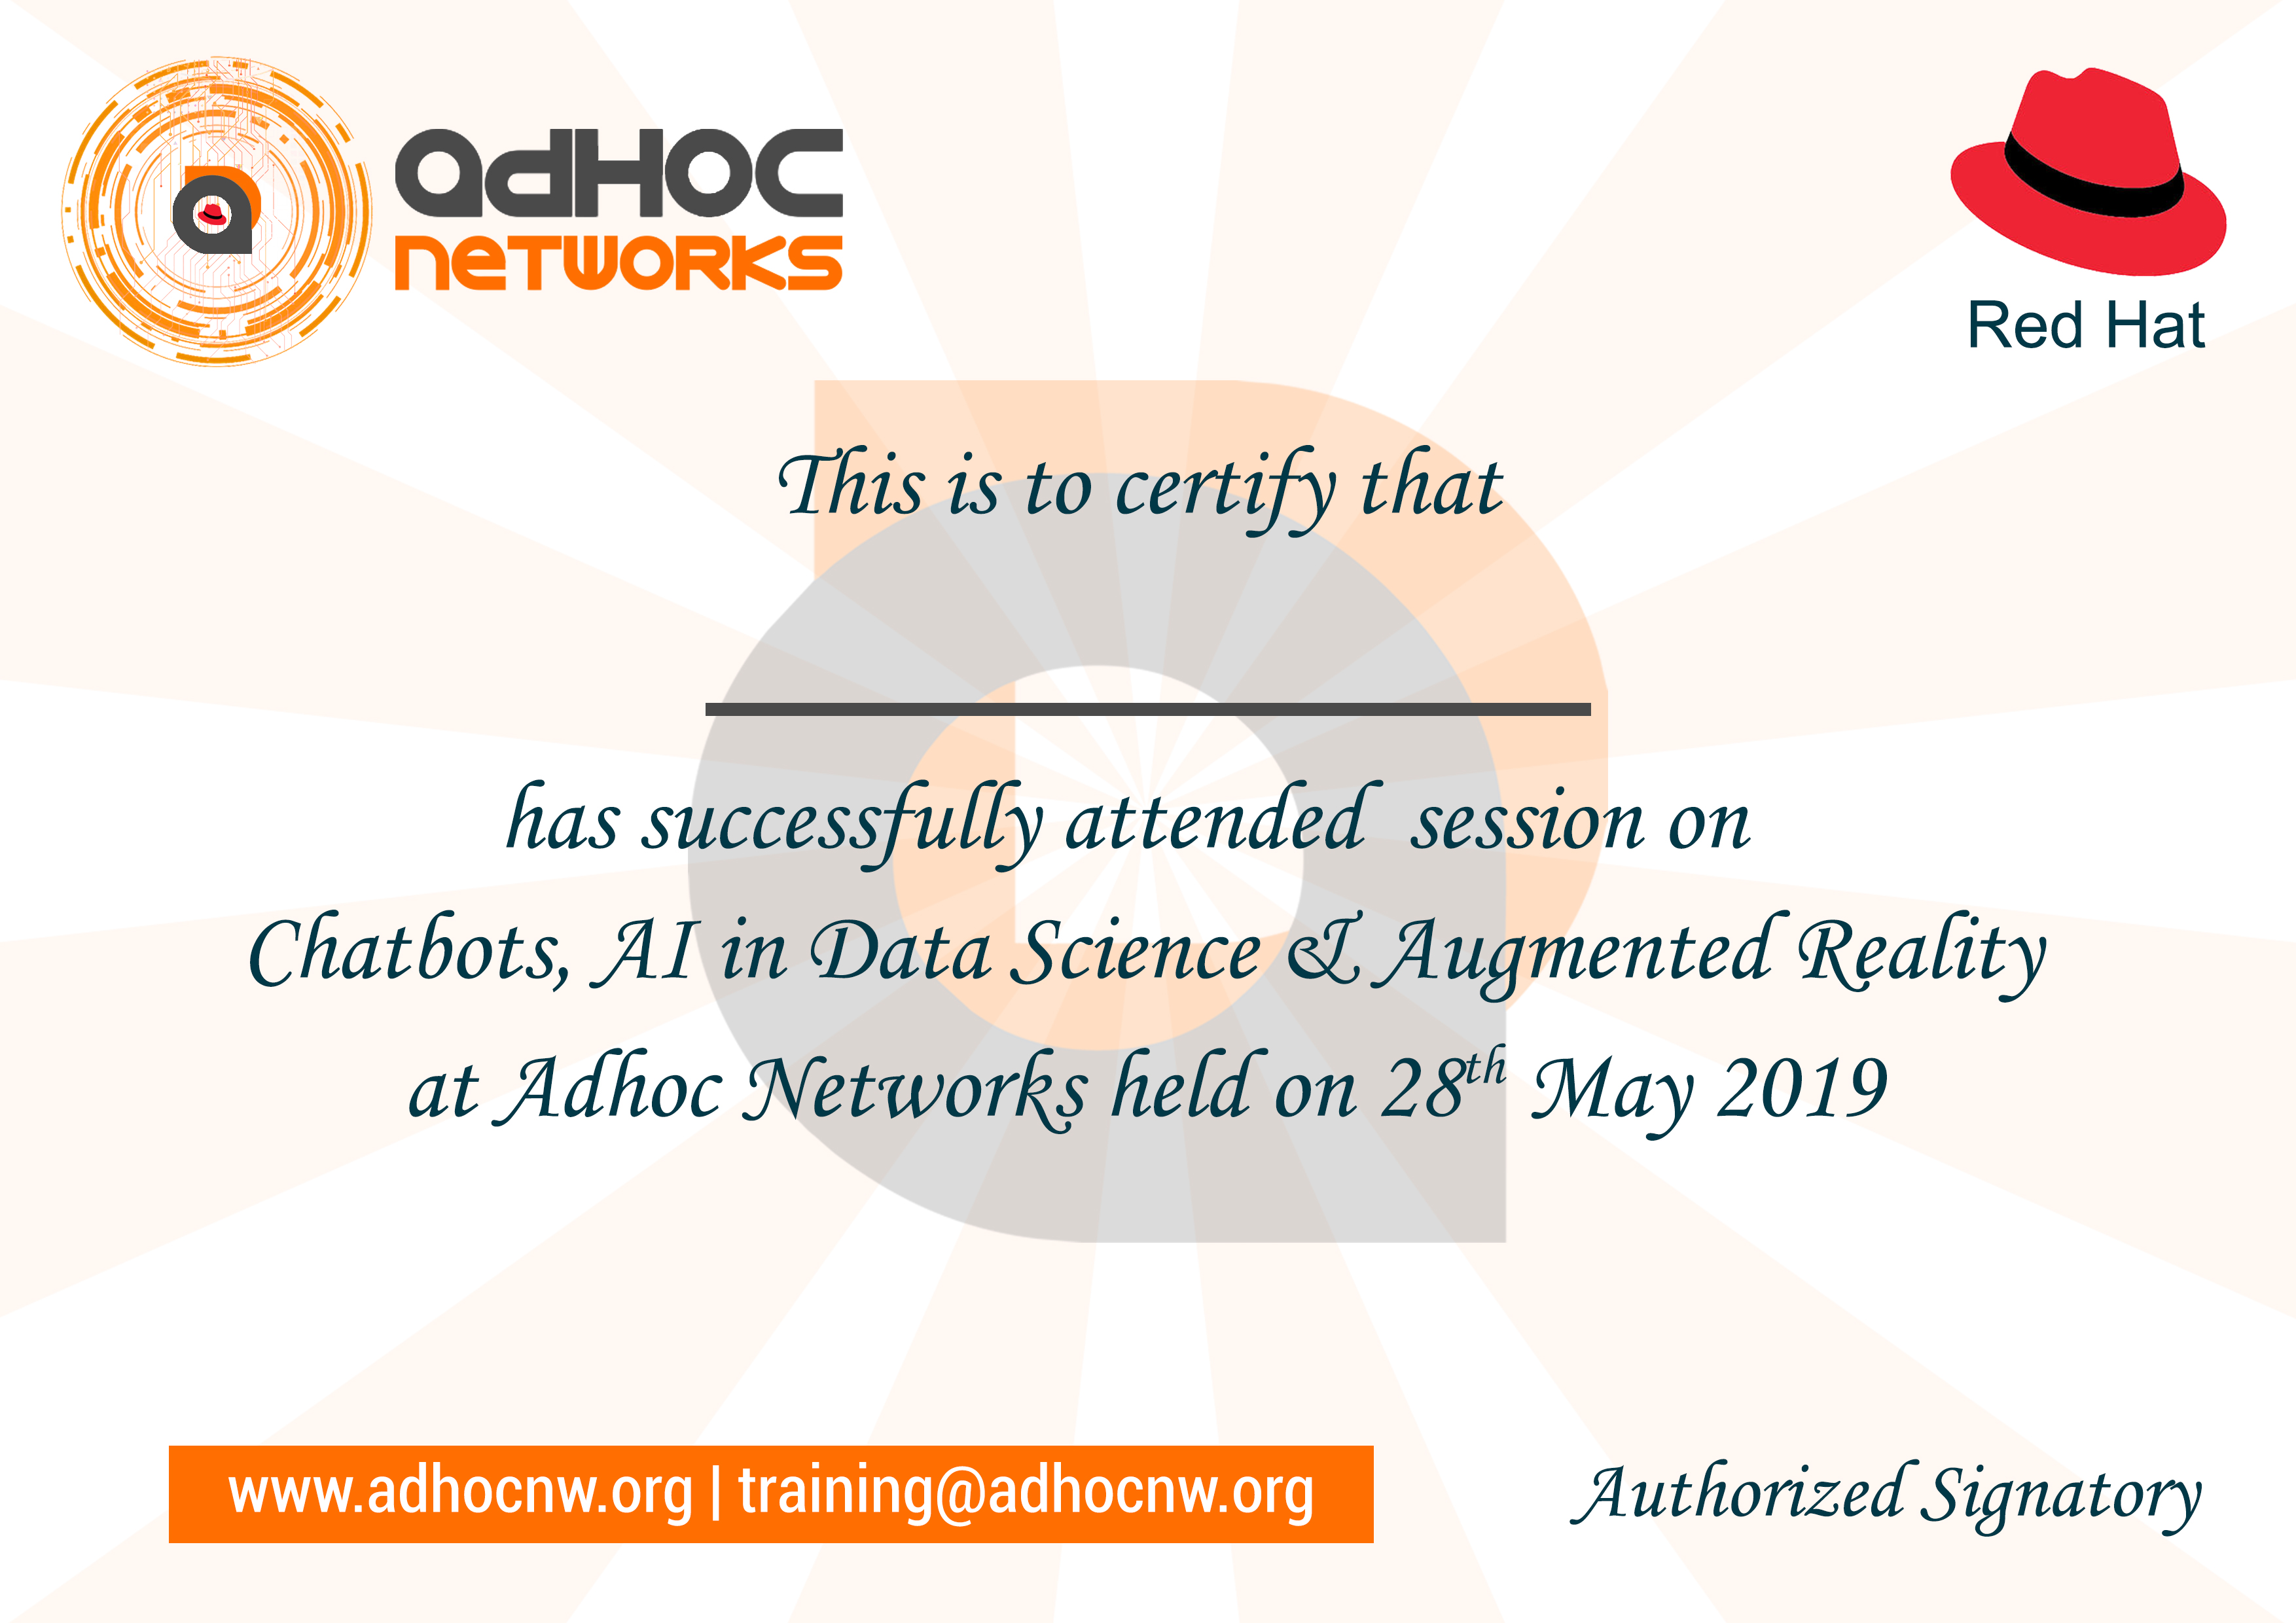 adHOC
neTWORKS
Red Hat
This is to certify that
has successfully attended session on
Chatbots, AI in Data Science & Augmented Reality
at Adhoc Networks held on 28th May 2019
www.adhocnw.org | training@adhocnw.org
Authorized Signatory